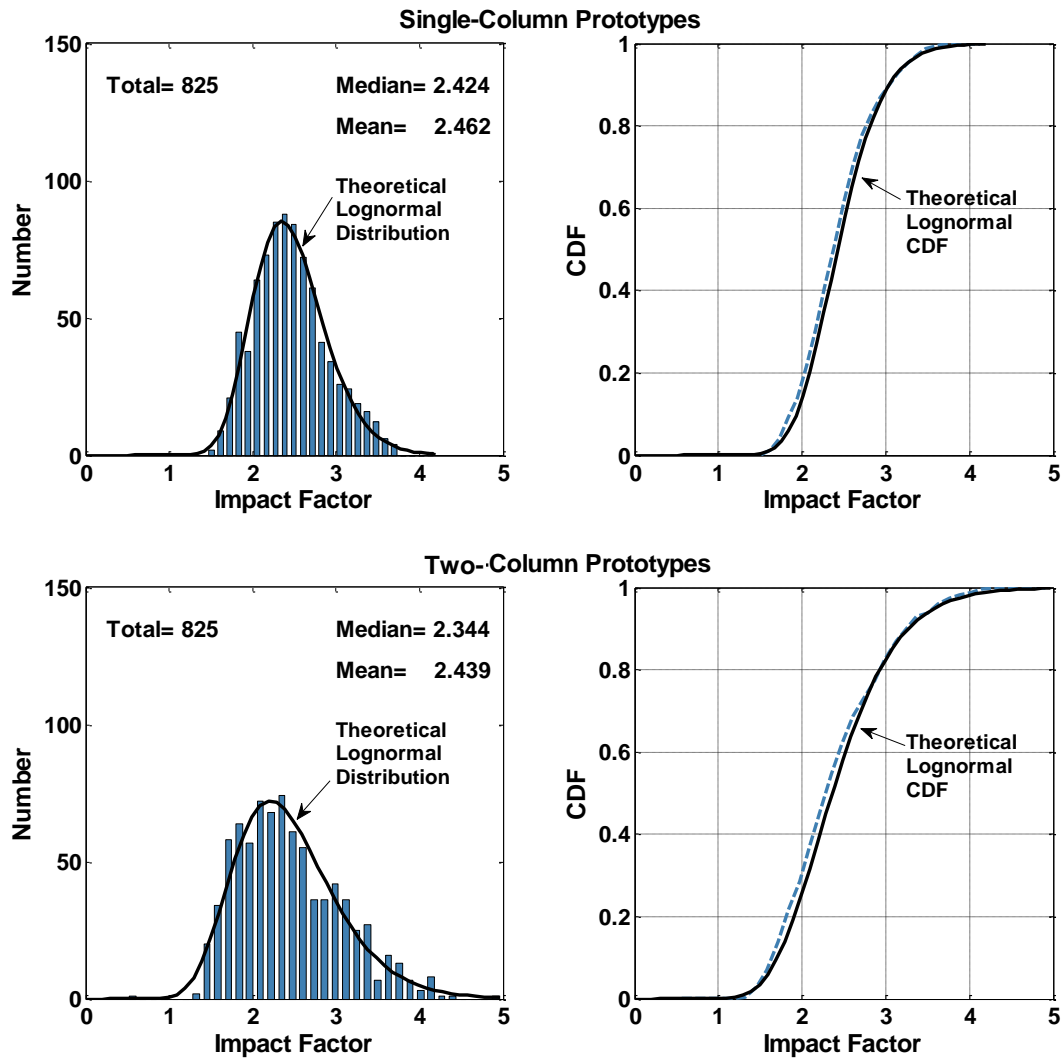 Single-Column Prototypes
150
100
50
0
Number
Total= 825
Median= 2.424
Mean= 2.462
Theoretical
Lognormal
Distribution
0 1 2 3 4 5
Impact Factor
1
0.8
0.6
0.4
0.2
0
CDF
Theoretical
Lognormal
CDF
0 1 2 3 4 5
Impact Factor
Two-Column Prototypes
150
100
50
0
Number
Total= 825
Median= 2.344
Mean= 2.439
Theoretical
Lognormal
Distribution
0 1 2 3 4 5
Impact Factor
1
0.8
0.6
0.4
0.2
0
CDF
Theoretical
Lognormal
CDF
0 1 2 3 4 5
Impact Factor